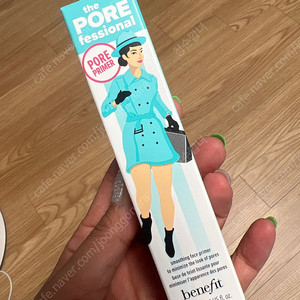 the
PORE
fessional
PORE
PRIMER
smoothing face primer
to minimize the look of pores
base de teint lissante pour
minimiser l'apparence des pores
benefit